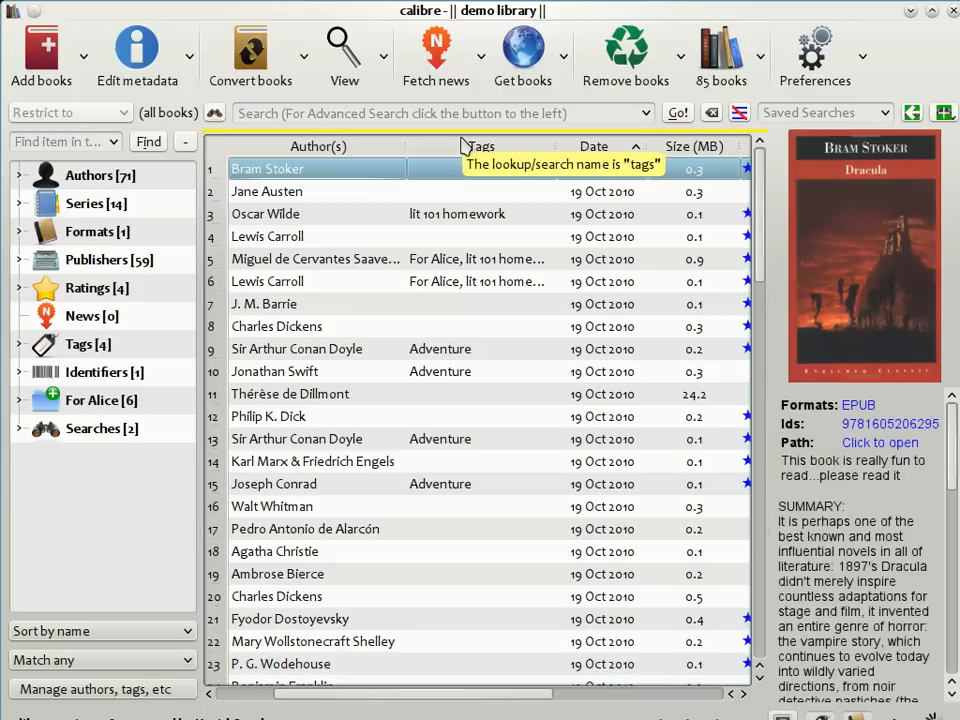 calibre - || demo library ||
Add books
Edit metadata
Convert books
View
Fetch news
Get books
Remove books
85 books
Preferences
Restrict to
(all books)
Search (For Advanced Search click the button to the left)
Go!
Saved Searches
Find item in t...
Find
-
Authors [71]
Series [14]
Formats [1]
Publishers [59]
Ratings [4]
News [0]
Tags [4]
Identifiers [1]
For Alice [6]
Searches [2]
Sort by name
Match any
Manage authors, tags, etc
Author(s) Tags Date Size (MB)
The lookup/search name is "tags"
1 Bram Stoker 0.3
2 Jane Austen 19 Oct 2010 0.3
3 Oscar Wilde lit 101 homework 19 Oct 2010 0.1
4 Lewis Carroll 19 Oct 2010 0.1
5 Miguel de Cervantes Saave... For Alice, lit 101 home... 19 Oct 2010 0.9
6 Lewis Carroll For Alice, lit 101 home... 19 Oct 2010 0.1
7 J. M. Barrie 19 Oct 2010 0.1
8 Charles Dickens 19 Oct 2010 0.3
9 Sir Arthur Conan Doyle Adventure 19 Oct 2010 0.2
10 Jonathan Swift Adventure 19 Oct 2010 0.3
11 Thérèse de Dillmont 19 Oct 2010 24.2
12 Philip K. Dick 19 Oct 2010 0.2
13 Sir Arthur Conan Doyle Adventure 19 Oct 2010 0.1
14 Karl Marx & Friedrich Engels 19 Oct 2010 0.1
15 Joseph Conrad Adventure 19 Oct 2010 0.1
16 Walt Whitman 19 Oct 2010 0.3
17 Pedro Antonio de Alarcón 19 Oct 2010 0.2
18 Agatha Christie 19 Oct 2010 0.1
19 Ambrose Bierce 19 Oct 2010 0.2
20 Charles Dickens 19 Oct 2010 0.5
21 Fyodor Dostoyevsky 19 Oct 2010 0.4
22 Mary Wollstonecraft Shelley 19 Oct 2010 0.2
23 P. G. Wodehouse 19 Oct 2010 0.1
BRAM STOKER
Dracula
ENRICHED CLASSIC
Formats: EPUB
Ids: 9781605206295
Path: Click to open
This book is really fun to
read...please read it
SUMMARY:
It is perhaps one of the
best known and most
influential novels in all of
literature: 1897's Dracula
didn't merely inspire
countless adaptations for
stage and film, it invented
an entire genre of horror:
the vampire story, which
continues to evolve today
into wildly varied
directions, from noir
detective pastiches (the